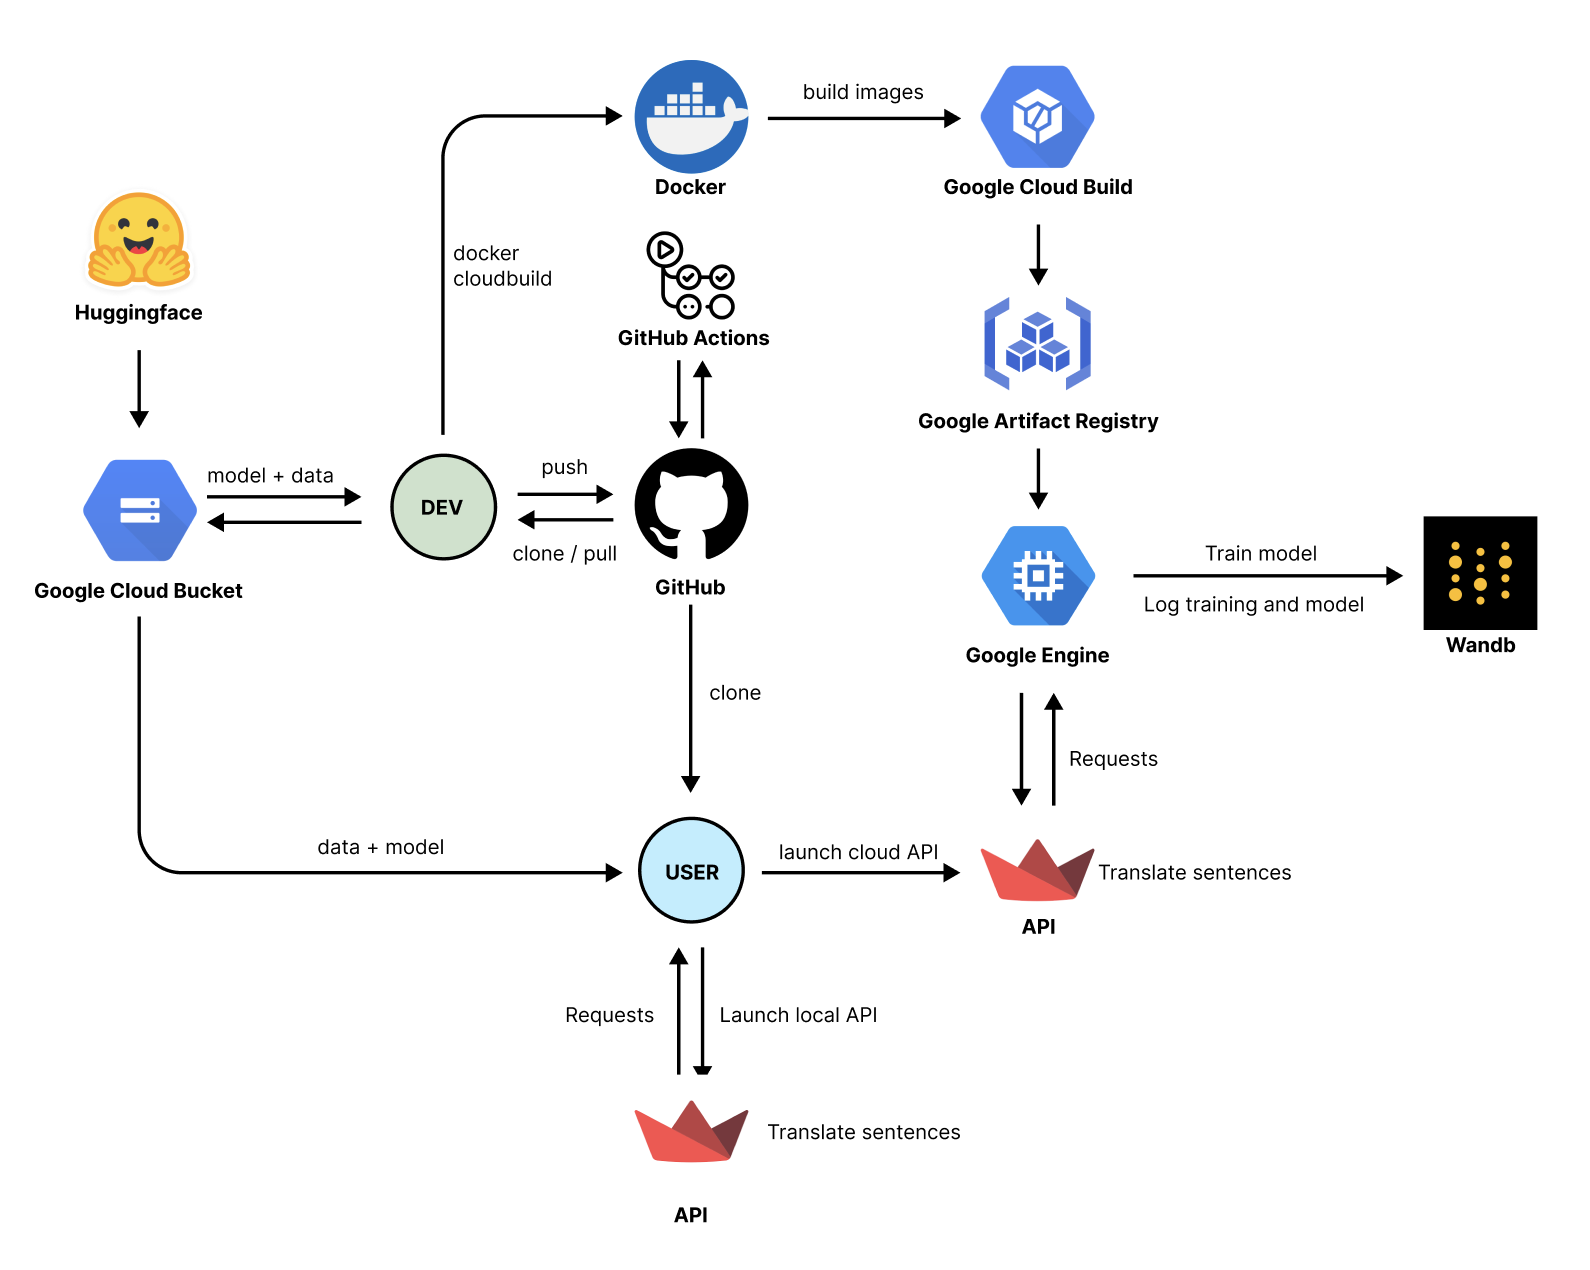 build images
Docker
Google Cloud Build
docker
cloudbuild
Huggingface
GitHub Actions
Google Artifact Registry
model + data
DEV
push
clone / pull
Google Cloud Bucket
GitHub
Google Engine
Train model
Log training and model
Wandb
clone
Requests
data + model
USER
launch cloud API
Translate sentences
API
Requests
Launch local API
Translate sentences
API